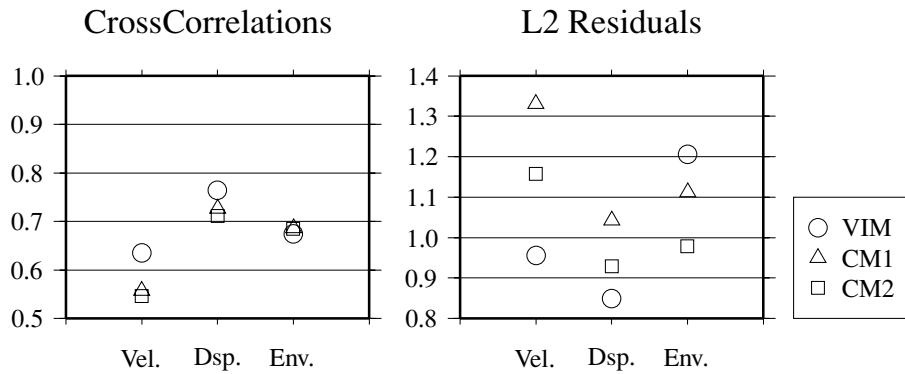 CrossCorrelations
1.0
0.9
0.8
0.7
0.6
0.5
Vel. Dsp. Env.
L2 Residuals
1.4
1.3
1.2
1.1
1.0
0.9
0.8
Vel. Dsp. Env.
VIM
CM1
CM2